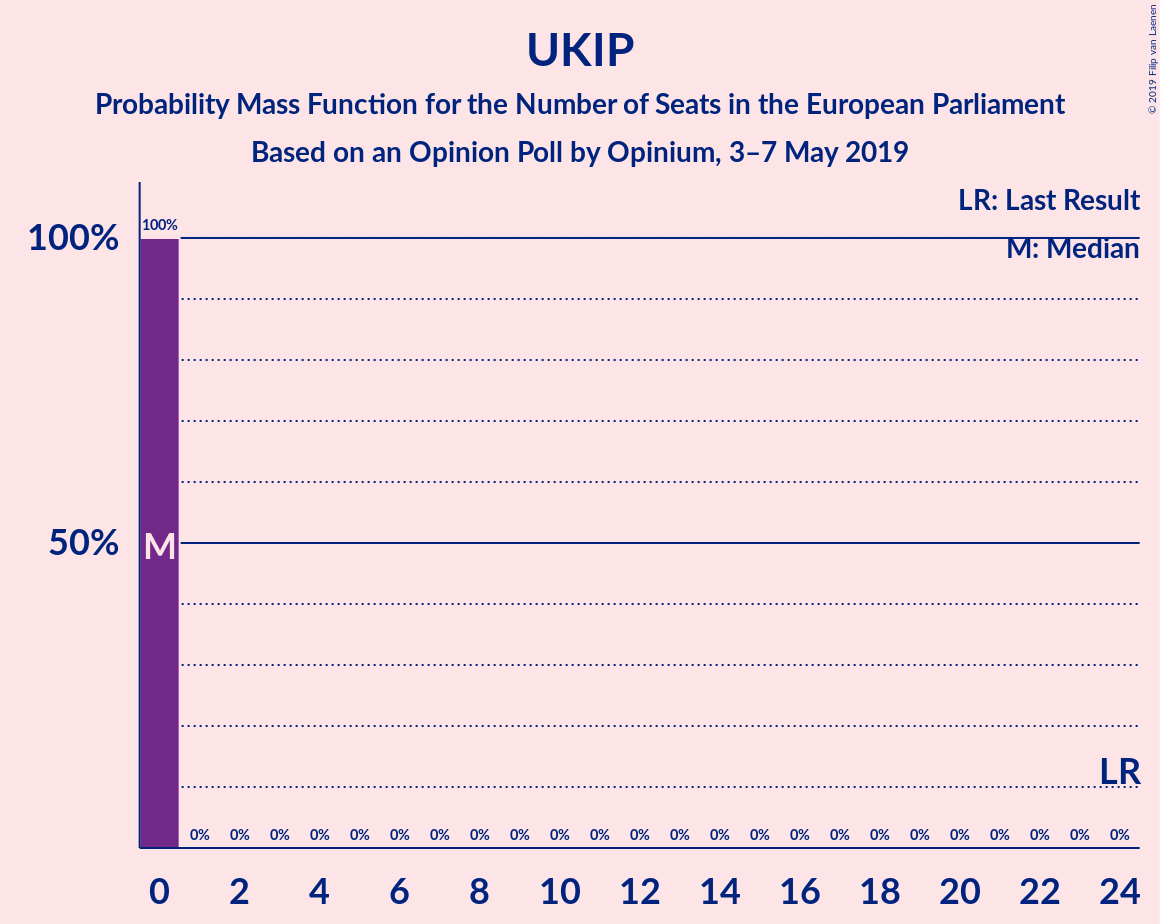 © 2019 Filip van Laenen
UKIP
Probability Mass Function for the Number of Seats in the European Parliament
Based on an Opinion Poll by Opinium, 3–7 May 2019
LR: Last Result
M: Median
100%
100%
50%
M
LR
0% 0% 0% 0% 0% 0% 0% 0% 0% 0% 0% 0% 0% 0% 0% 0% 0% 0% 0% 0% 0% 0% 0% 0%
0 2 4 6 8 10 12 14 16 18 20 22 24